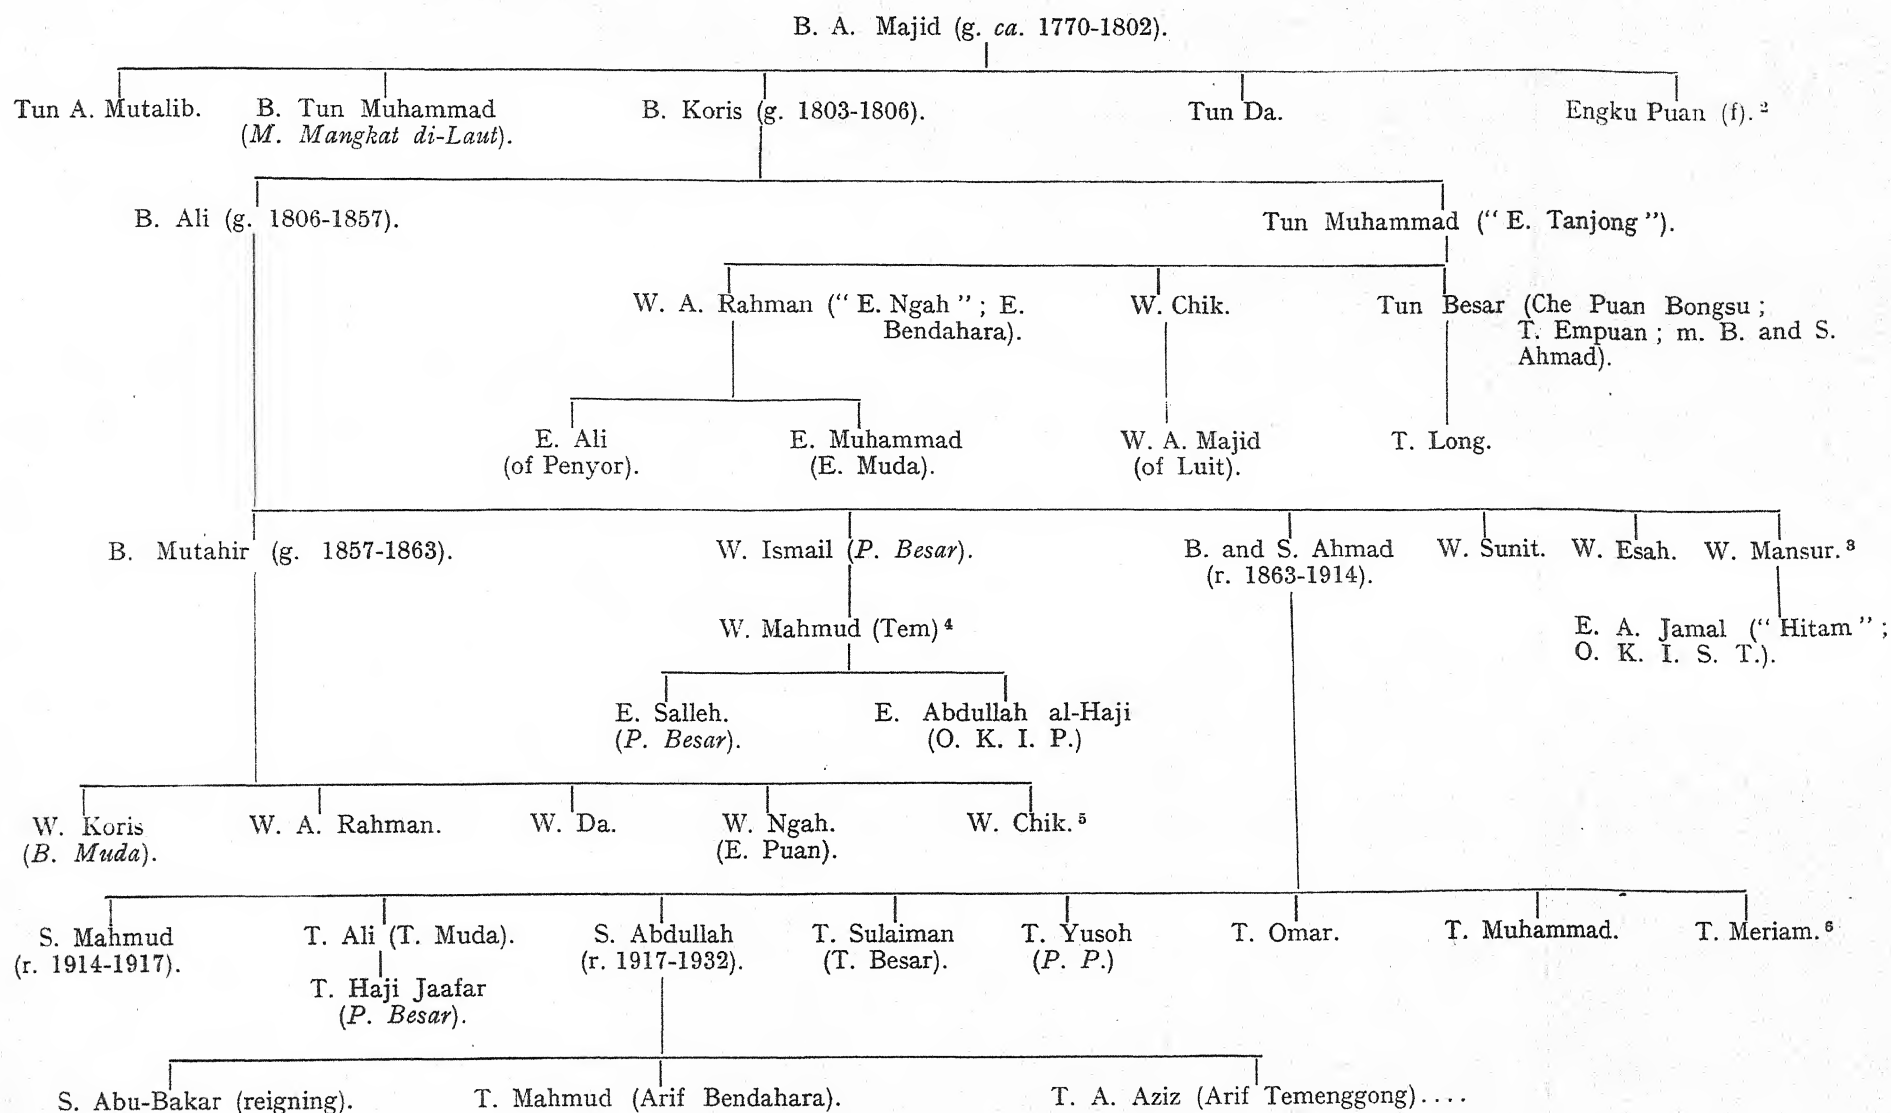 B. A. Majid (g. ca. 1770-1802).
Tun A. Mutalib. B. Tun Muhammad B. Koris (g. 1803-1806). Tun Da. Engku Puan (f). ²
(M. Mangkat di-Laut).
B. Ali (g. 1806-1857). Tun Muhammad (“ E. Tanjong ”).
W. A. Rahman (“ E. Ngah ” ; E. W. Chik. Tun Besar (Che Puan Bongsu ;
Bendahara). T. Empuan ; m. B. and S.
Ahmad).
E. Ali E. Muhammad W. A. Majid T. Long.
(of Penyor). (E. Muda). (of Luit).
B. Mutahir (g. 1857-1863). W. Ismail (P. Besar). B. and S. Ahmad W. Sunit. W. Esah. W. Mansur. ³
(r. 1863-1914).
W. Mahmud (Tem) ⁴ E. A. Jamal (“ Hitam ” ;
O. K. I. S. T.).
E. Salleh. E. Abdullah al-Haji
(P. Besar). (O. K. I. P.)
W. Koris W. A. Rahman. W. Da. W. Ngah. W. Chik. ⁵
(B. Muda). (E. Puan).
S. Mahmud T. Ali (T. Muda). S. Abdullah T. Sulaiman T. Yusoh T. Omar. T. Muhammad. T. Meriam. ⁶
(r. 1914-1917). (r. 1917-1932). (T. Besar). (P. P.)
T. Haji Jaafar
(P. Besar).
S. Abu-Bakar (reigning). T. Mahmud (Arif Bendahara). T. A. Aziz (Arif Temenggong) . . . .